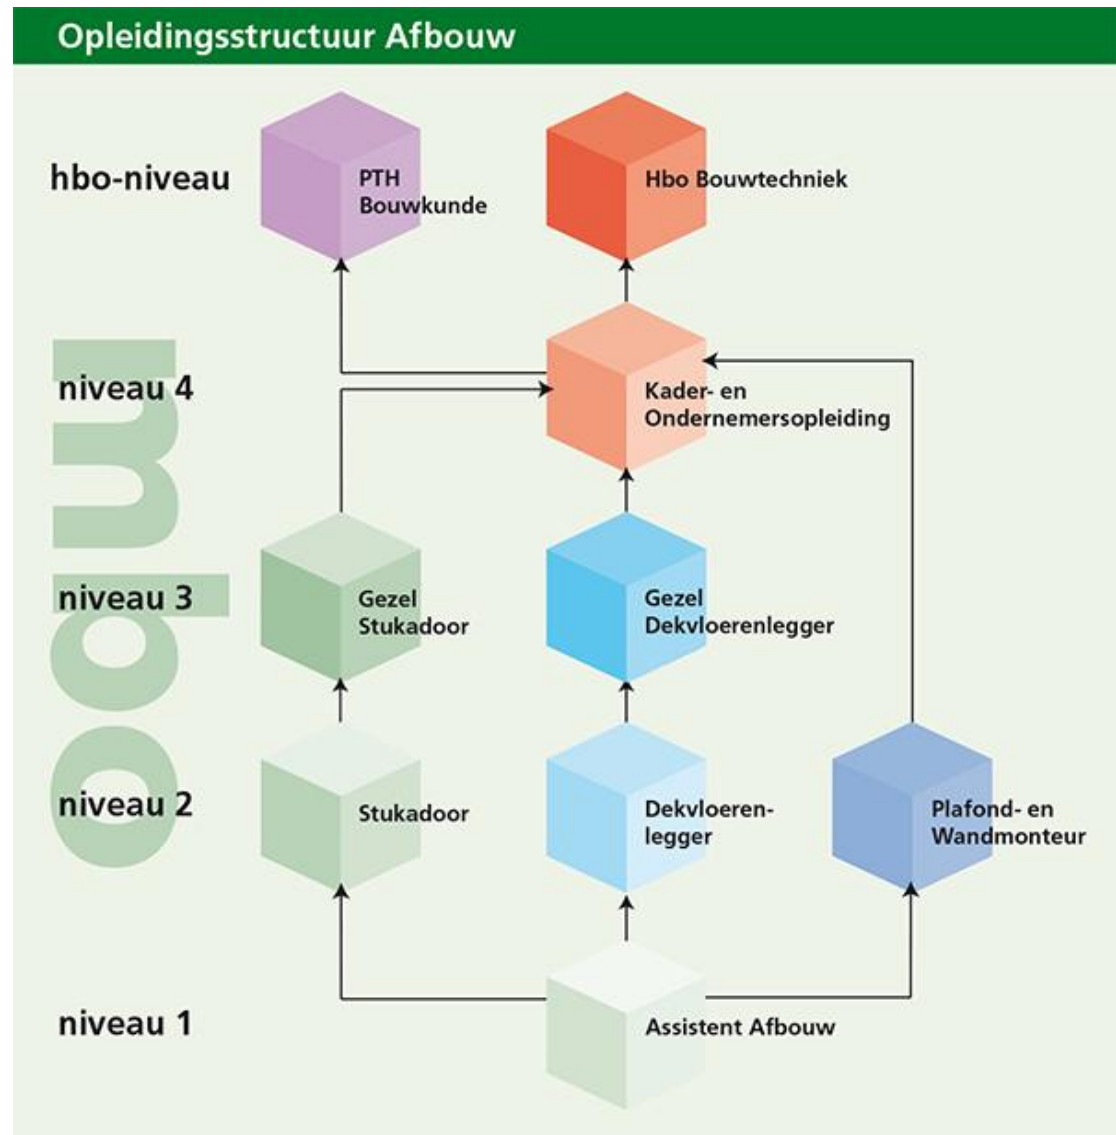 Opleidingsstructuur Afbouw
hbo-niveau
PTH
Bouwkunde
Hbo Bouwtechniek
mbo
niveau 4
Kader- en
Ondernemersopleiding
niveau 3
Gezel
Stukadoor
Gezel
Dekvloerenlegger
niveau 2
Stukadoor
Dekvloeren-
legger
Plafond- en
Wandmonteur
niveau 1
Assistent Afbouw